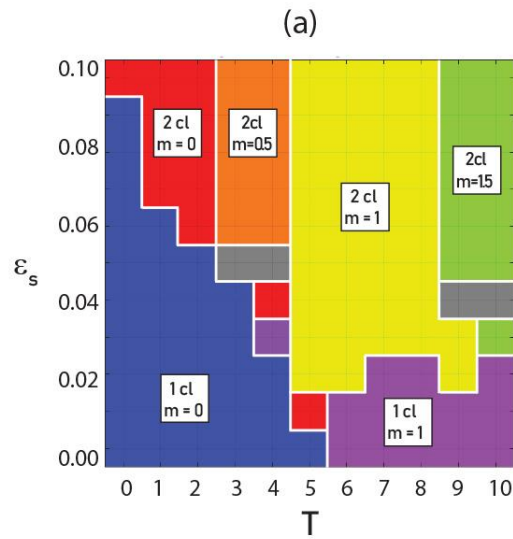 (a)
0.10
0.08
0.06
0.04
0.02
0.00
εs
2 cl
m = 0
2cl
m=0.5
2 cl
m = 1
2cl
m=1.5
1 cl
m = 0
1 cl
m = 1
0 1 2 3 4 5 6 7 8 9 10
T